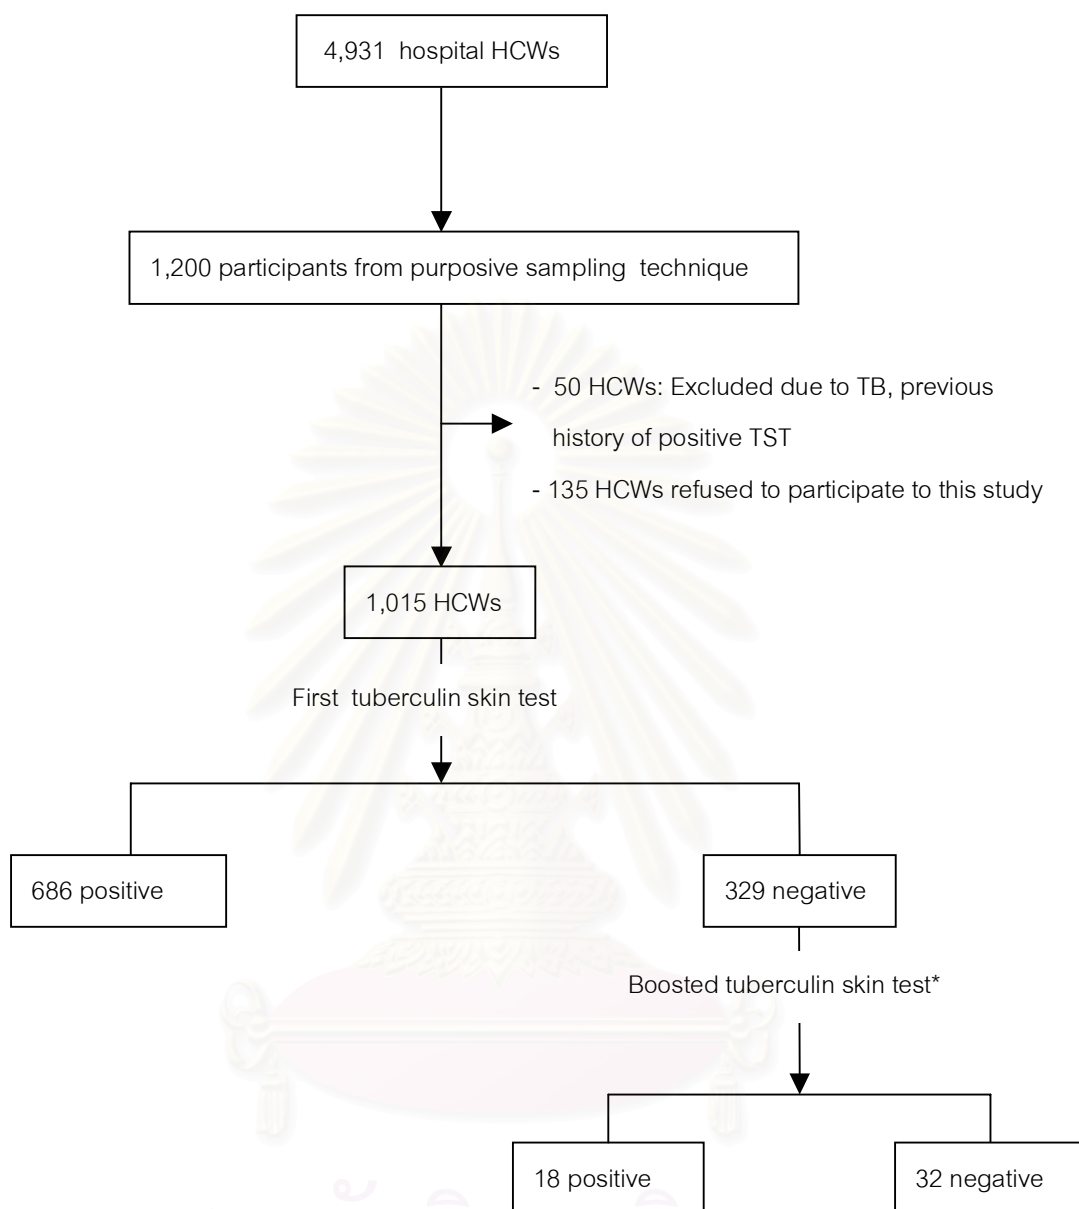 4,931 hospital HCWs
1,200 participants from purposive sampling technique
- 50 HCWs: Excluded due to TB, previous
history of positive TST
- 135 HCWs refused to participate to this study
1,015 HCWs
First tuberculin skin test
686 positive
329 negative
Boosted tuberculin skin test*
18 positive
32 negative